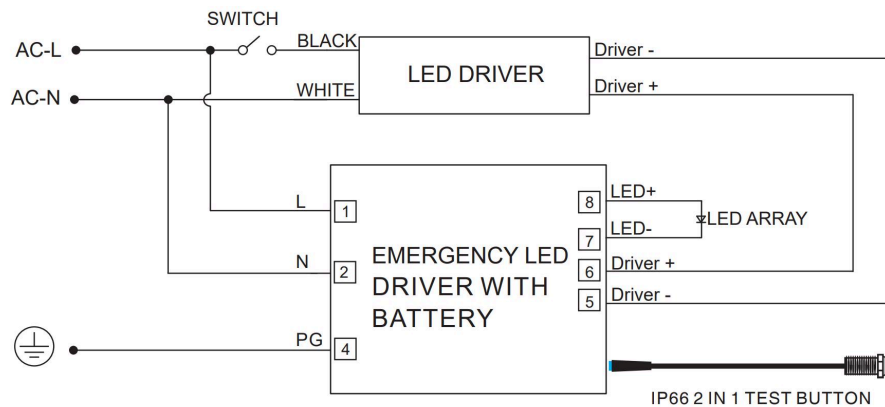 SWITCH
AC-L
BLACK
LED DRIVER
Driver -
AC-N
WHITE
Driver +
L
1
8
LED+
LED ARRAY
7
LED-
N
2
EMERGENCY LED
DRIVER WITH
BATTERY
6
Driver +
5
Driver -
PG
4
IP66 2 IN 1 TEST BUTTON